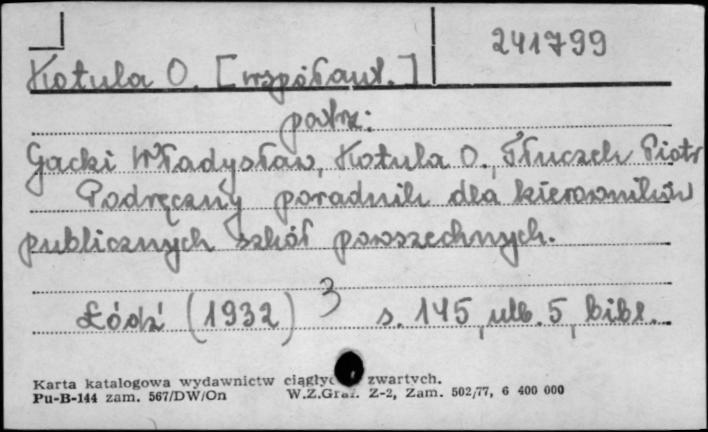 241799
Kotula O. [współaut.]
patrz:
Gacki Władysław, Kotula O., Tłuczek Piotr
Podręczny poradnik dla kierowników
publicznych szkół powszechnych.
Łódź (1932) 3 s. 145, ulb. 5, bibl.
Karta katalogowa wydawnictw ciągłyc zwartych.
Pu-B-144 zam. 567/DW/On W.Z.Graf. Z-2, Zam. 502/77, 6 400 000